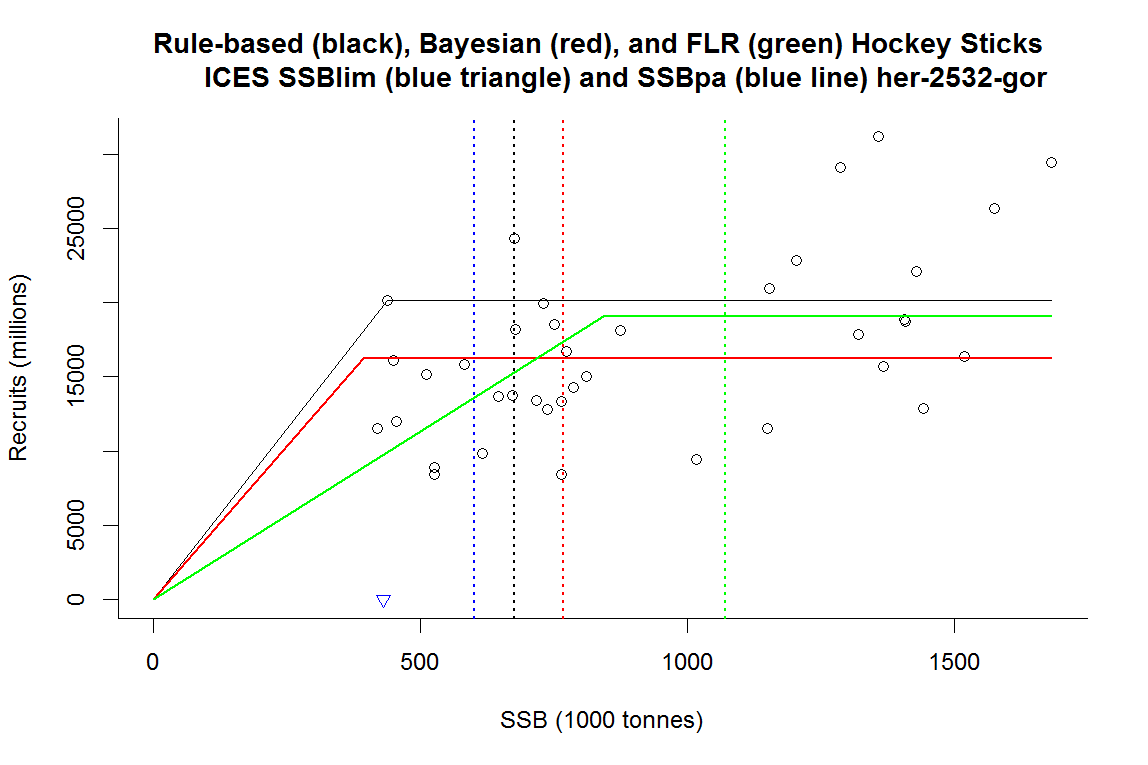 Rule-based (black), Bayesian (red), and FLR (green) Hockey Sticks
ICES SSBlim (blue triangle) and SSBpa (blue line) her-2532-gor
Recruits (millions)
25000
15000
5000
0
0 500 1000 1500
SSB (1000 tonnes)